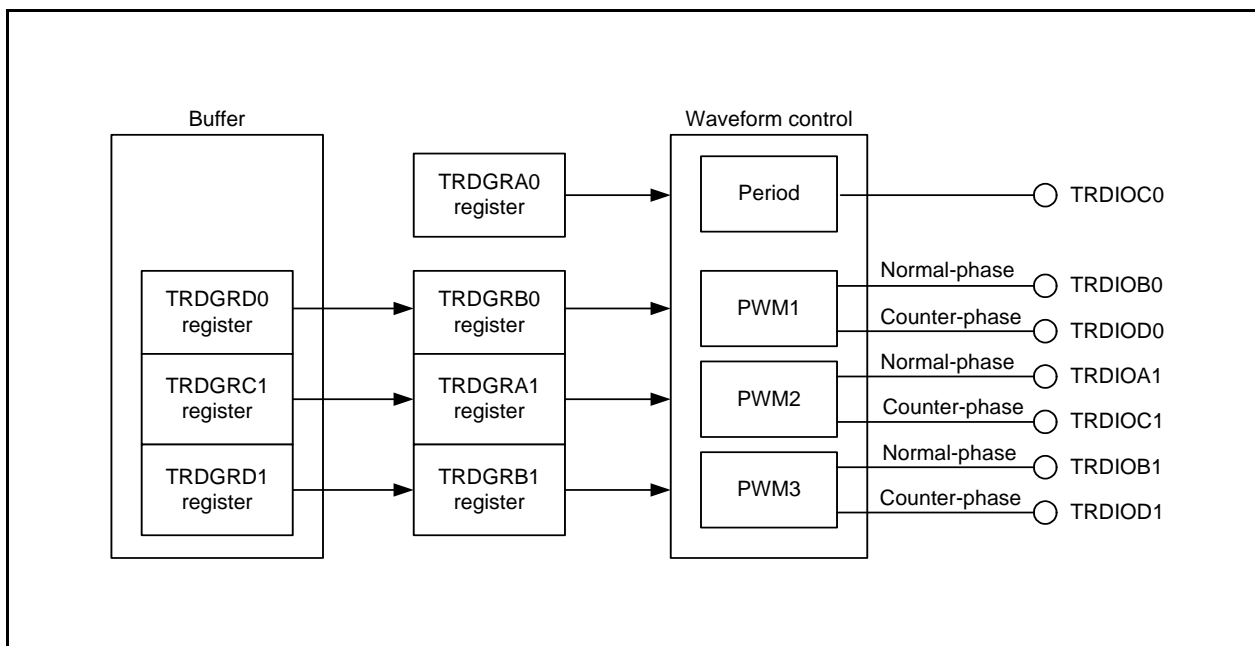 Buffer
Waveform control
TRDGRA0
register
Period
TRDIOC0
TRDGRD0
register
TRDGRB0
register
PWM1
Normal-phase
TRDIOB0
Counter-phase
TRDIOD0
TRDGRC1
register
TRDGRA1
register
PWM2
Normal-phase
TRDIOA1
Counter-phase
TRDIOC1
TRDGRD1
register
TRDGRB1
register
PWM3
Normal-phase
TRDIOB1
Counter-phase
TRDIOD1